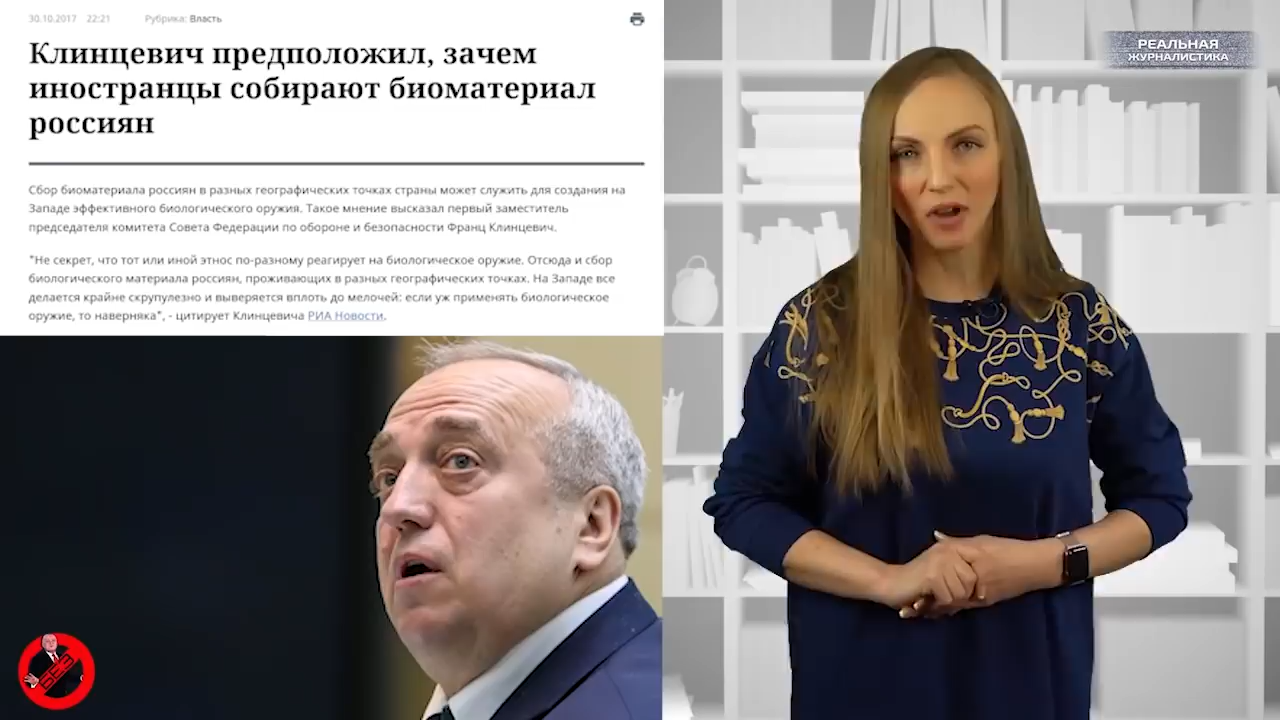 30.10.2017 22:21 Рубрика: Власть
Клинцевич предположил, зачем
иностранцы собирают биоматериал
россиян
Сбор биоматериала россиян в разных географических точках страны может служить для создания на
Западе эффективного биологического оружия. Такое мнение высказал первый заместитель
председателя комитета Совета Федерации по обороне и безопасности Франц Клинцевич.
"Не секрет, что тот или иной этнос по-разному реагирует на биологическое оружие. Отсюда и сбор
биологического материала россиян, проживающих в разных географических точках. На Западе все
делается крайне скрупулезно и выверяется вплоть до мелочей: если уж применять биологическое
оружие, то наверняка", - цитирует Клинцевича РИА Новости.
РЕАЛЬНАЯ
ЖУРНАЛИСТИКА
БЕЗ